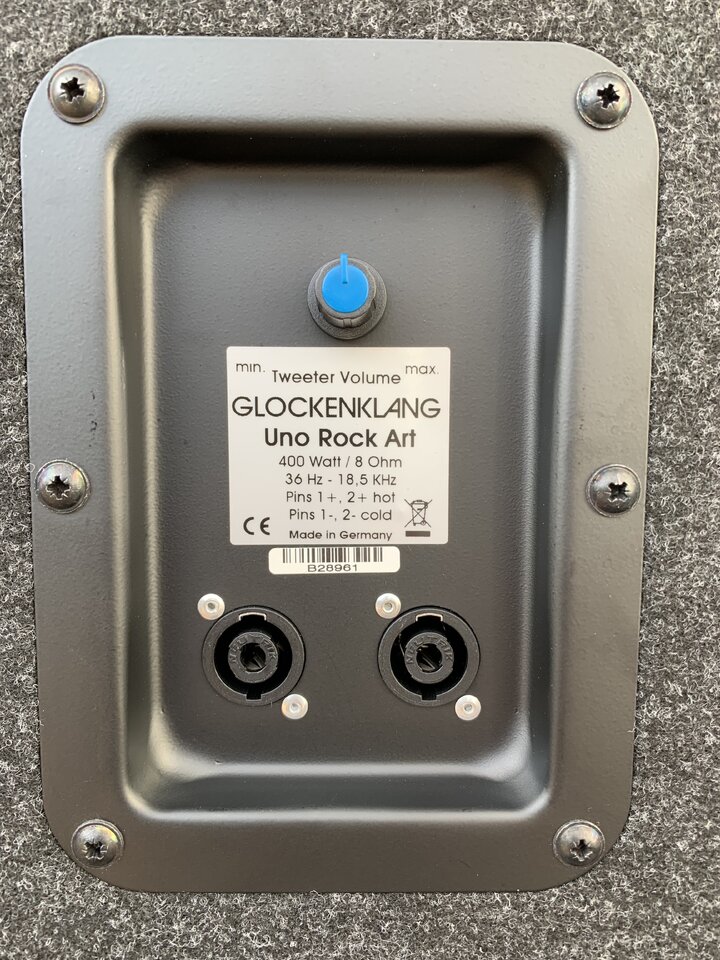 min. Tweeter Volume max.
GLOCKENKLANG
Uno Rock Art
400 Watt / 8 Ohm
36 Hz - 18,5 KHz
Pins 1+, 2+ hot
Pins 1-, 2- cold
CE
Made in Germany
B28961